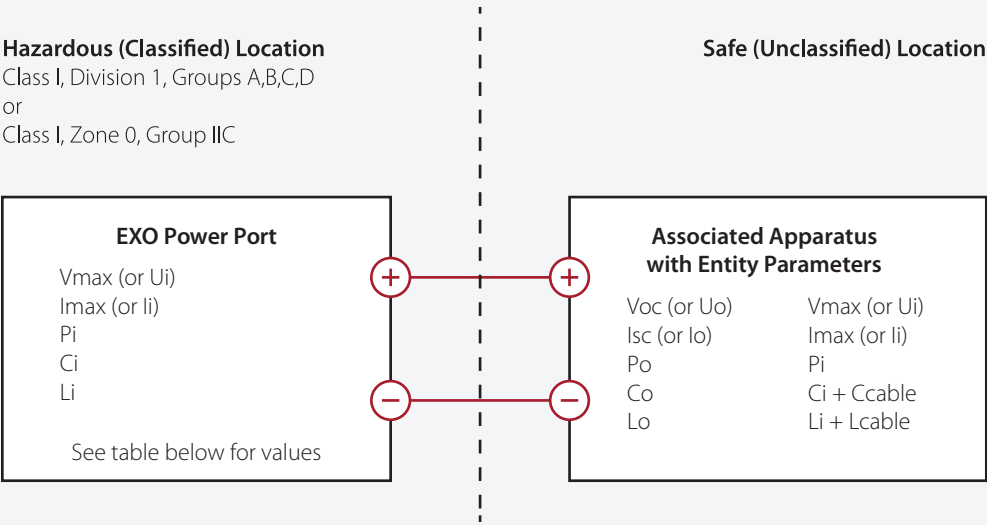 Hazardous (Classified) Location
Class I, Division 1, Groups A,B,C,D
or
Class I, Zone 0, Group IIC
Safe (Unclassified) Location
EXO Power Port
Vmax (or Ui)
Imax (or Ii)
Pi
Ci
Li
See table below for values
+
−
+
−
Associated Apparatus
with Entity Parameters
Voc (or Uo) Vmax (or Ui)
Isc (or Io) Imax (or Ii)
Po Pi
Co Ci + Ccable
Lo Li + Lcable